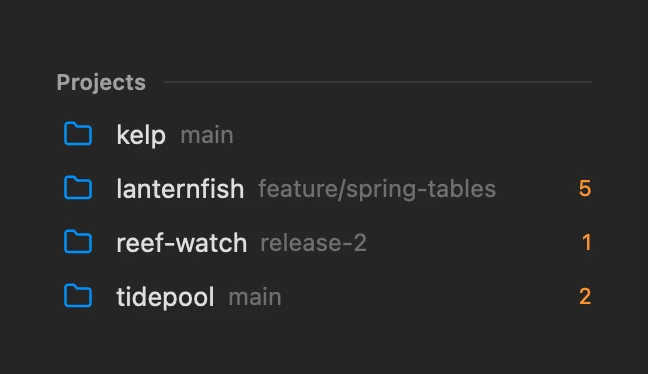 Projects
kelp main
lanternfish feature/spring-tables 5
reef-watch release-2 1
tidepool main 2